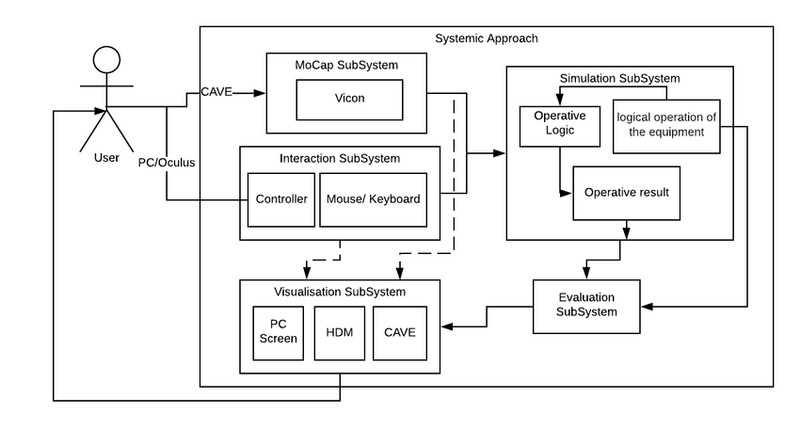 Systemic Approach
MoCap SubSystem
Vicon
CAVE
User
PC/Oculus
Interaction SubSystem
Controller
Mouse/ Keyboard
Simulation SubSystem
Operative
Logic
logical operation of
the equipment
Operative result
Visualisation SubSystem
PC
Screen
HDM
CAVE
Evaluation
SubSystem